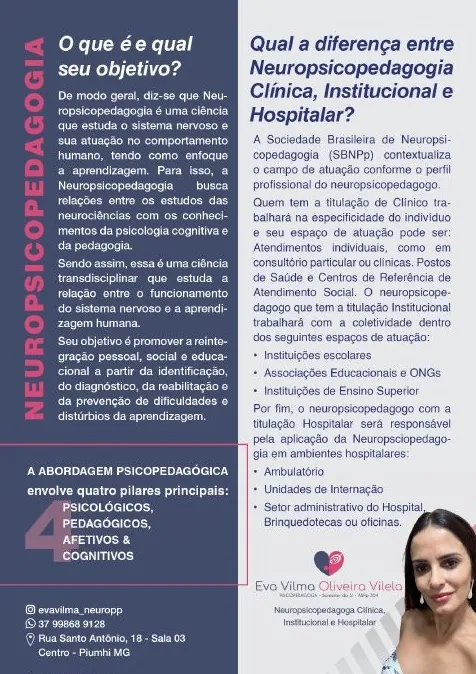 NEUROPSICOPEDAGOGIA
O que é e qual
seu objetivo?
De modo geral, diz-se que Neu-
ropsicopedagogia é uma ciência
que estuda o sistema nervoso e
sua atuação no comportamento
humano, tendo como enfoque
a aprendizagem. Para isso, a
Neuropsicopedagogia busca
relações entre os estudos das
neurociências com os conheci-
mentos da psicologia cognitiva e
da pedagogia.
Sendo assim, essa é uma ciência
transdisciplinar que estuda a
relação entre o funcionamento
do sistema nervoso e a aprendi-
zagem humana.
Seu objetivo é promover a reinte-
gração pessoal, social e educa-
cional a partir da identificação,
do diagnóstico, da reabilitação e
da prevenção de dificuldades e
distúrbios da aprendizagem.
A ABORDAGEM PSICOPEDAGÓGICA
envolve quatro pilares principais:
4
PSICOLÓGICOS,
PEDAGÓGICOS,
AFETIVOS &
COGNITIVOS
evavilma_neuropp
37 99868 9128
Rua Santo Antônio, 18 - Sala 03
Centro - Piumhi MG
Qual a diferença entre
Neuropsicopedagogia
Clínica, Institucional e
Hospitalar?
A Sociedade Brasileira de Neuropsi-
copedagogia (SBNPp) contextualiza
o campo de atuação conforme o perfil
profissional do neuropsicopedagogo.
Quem tem a titulação de Clínico tra-
balhará na especificidade do indivíduo
e seu espaço de atuação pode ser:
Atendimentos individuais, como em
consultório particular ou clínicas. Postos
de Saúde e Centros de Referência de
Atendimento Social. O neuropsicope-
dagogo que tem a titulação Institucional
trabalhará com a coletividade dentro
dos seguintes espaços de atuação:
• Instituições escolares
• Associações Educacionais e ONGs
• Instituições de Ensino Superior
Por fim, o neuropsicopedagogo com a
titulação Hospitalar será responsável
pela aplicação da Neuropsciopedago-
gia em ambientes hospitalares:
• Ambulatório
• Unidades de Internação
• Setor administrativo do Hospital,
Brinquedotecas ou oficinas.
Eva Vilma Oliveira Vilela
PSICOPEDAGOGA
Neuropsicopedagoga Clínica,
Institucional e Hospitalar